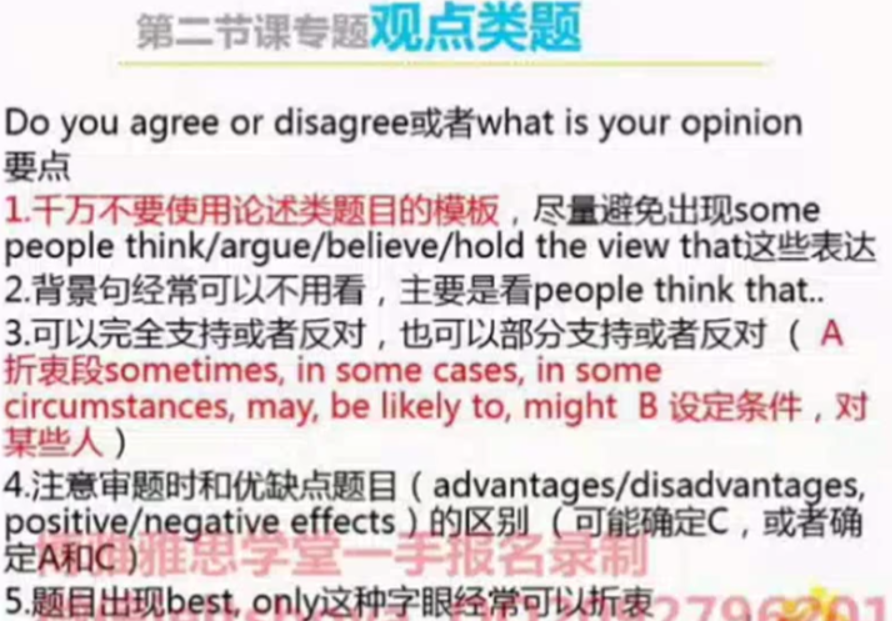 第二节课专题观点类题
Do you agree or disagree或者what is your opinion
要点
1.千万不要使用论述类题目的模板，尽量避免出现some
people think/argue/believe/hold the view that这些表达
2.背景句经常可以不用看，主要是看people think that..
3.可以完全支持或者反对，也可以部分支持或者反对（ A
折衷段sometimes, in some cases, in some
circumstances, may, be likely to, might B 设定条件，对
某些人）
4.注意审题时和优缺点题目（advantages/disadvantages,
positive/negative effects）的区别 （可能确定C，或者确
定A和C）
雅思学堂一手报名录制
5.题目出现best, only这种字眼经常可以折衷